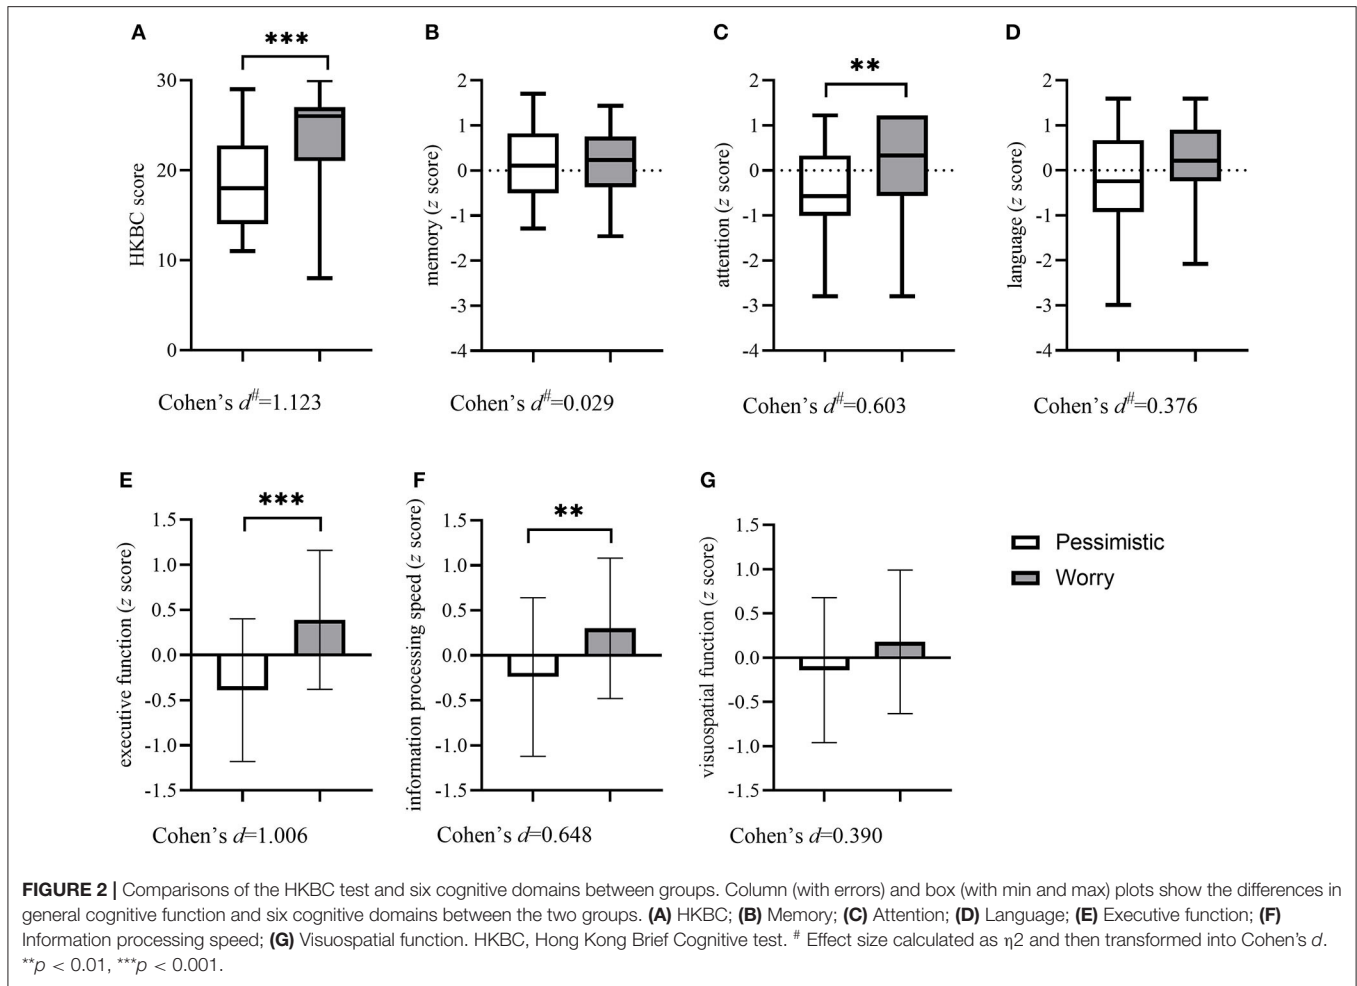 A
***
HKBC score
30
20
10
0
Cohen's d#=1.123
B
memory (z score)
2
1
0
-1
-2
-3
-4
Cohen's d#=0.029
C
**
attention (z score)
2
1
0
-1
-2
-3
-4
Cohen's d#=0.603
D
language (z score)
2
1
0
-1
-2
-3
-4
Cohen's d#=0.376
E
***
executive function (z score)
1.5
1.0
0.5
0.0
-0.5
-1.0
-1.5
Cohen's d=1.006
F
**
information processing speed (z score)
1.5
1.0
0.5
0.0
-0.5
-1.0
-1.5
Cohen's d=0.648
G
visuospatial function (z score)
1.5
1.0
0.5
0.0
-0.5
-1.0
-1.5
Cohen's d=0.390
Pessimistic
Worry
FIGURE 2 | Comparisons of the HKBC test and six cognitive domains between groups. Column (with errors) and box (with min and max) plots show the differences in
general cognitive function and six cognitive domains between the two groups. (A) HKBC; (B) Memory; (C) Attention; (D) Language; (E) Executive function; (F)
Information processing speed; (G) Visuospatial function. HKBC, Hong Kong Brief Cognitive test. # Effect size calculated as η2 and then transformed into Cohen's d.
**p < 0.01, ***p < 0.001.